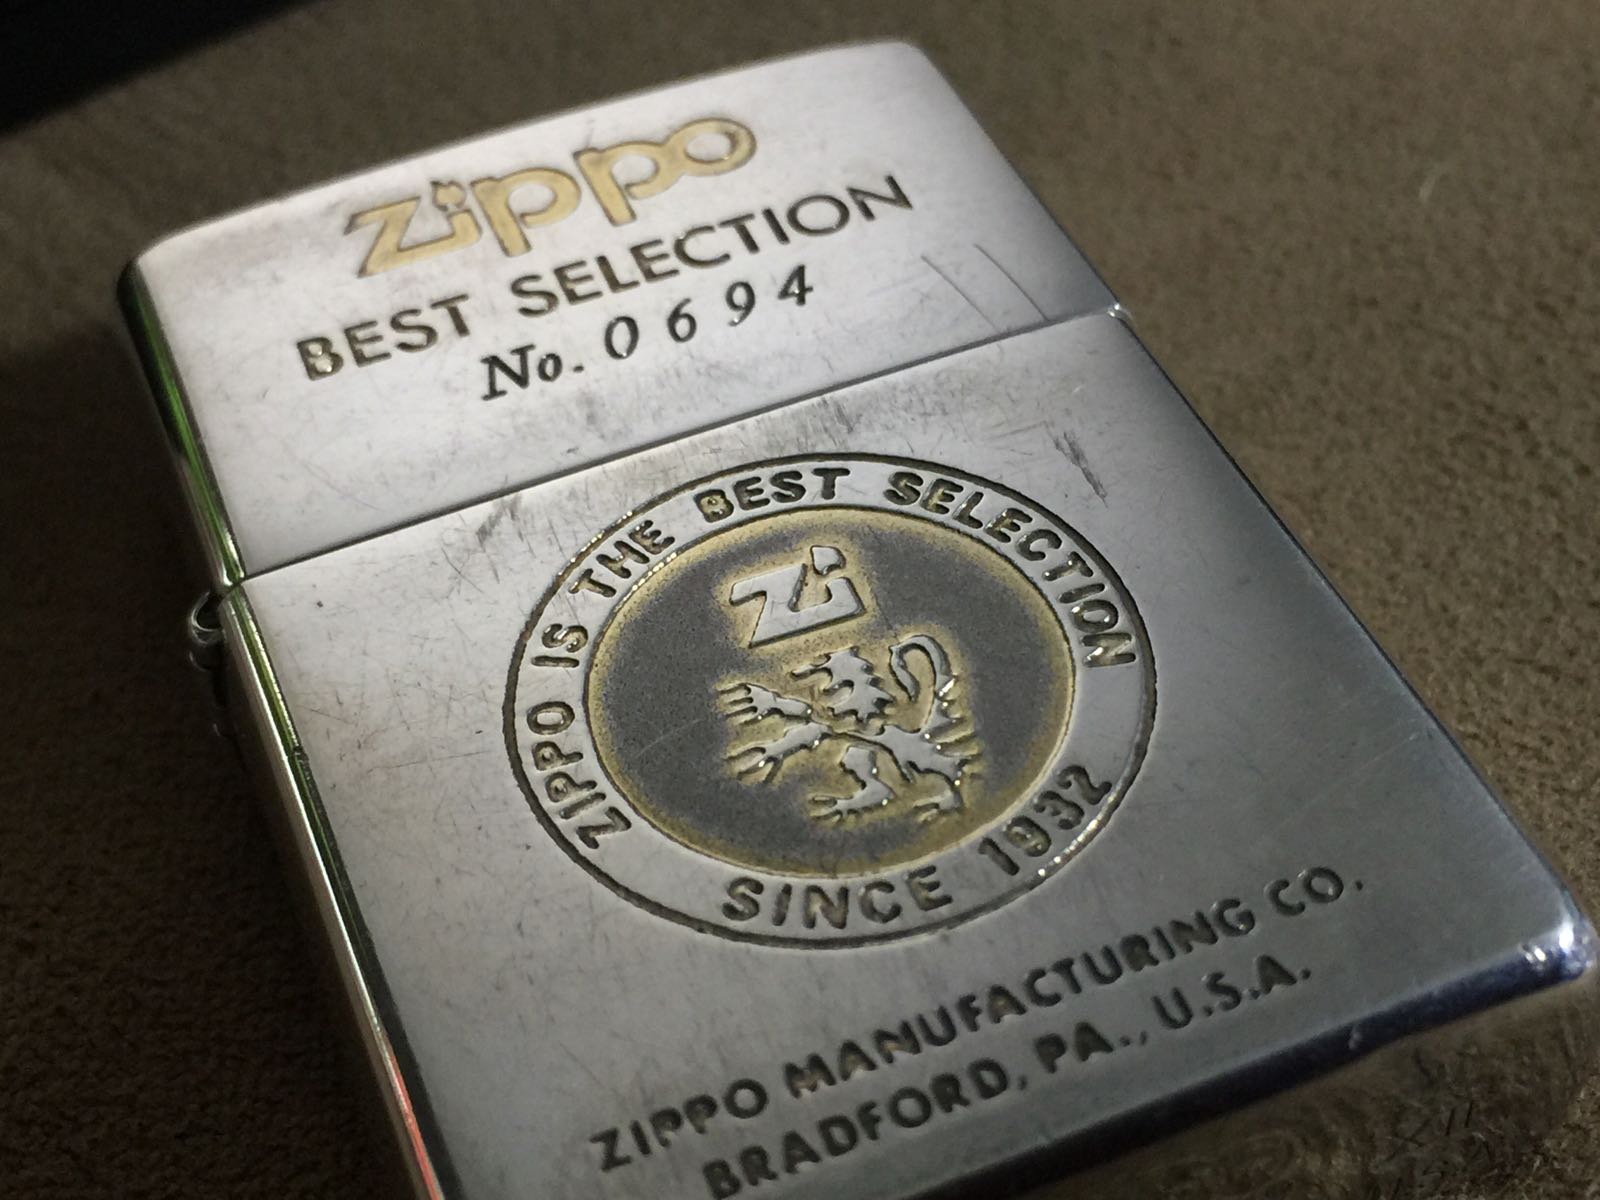 Zippo
BEST SELECTION
No. 0694
ZIPPO IS THE BEST SELECTION
Zi
SINCE 1932
ZIPPO MANUFACTURING CO.
BRADFORD, PA., U.S.A.